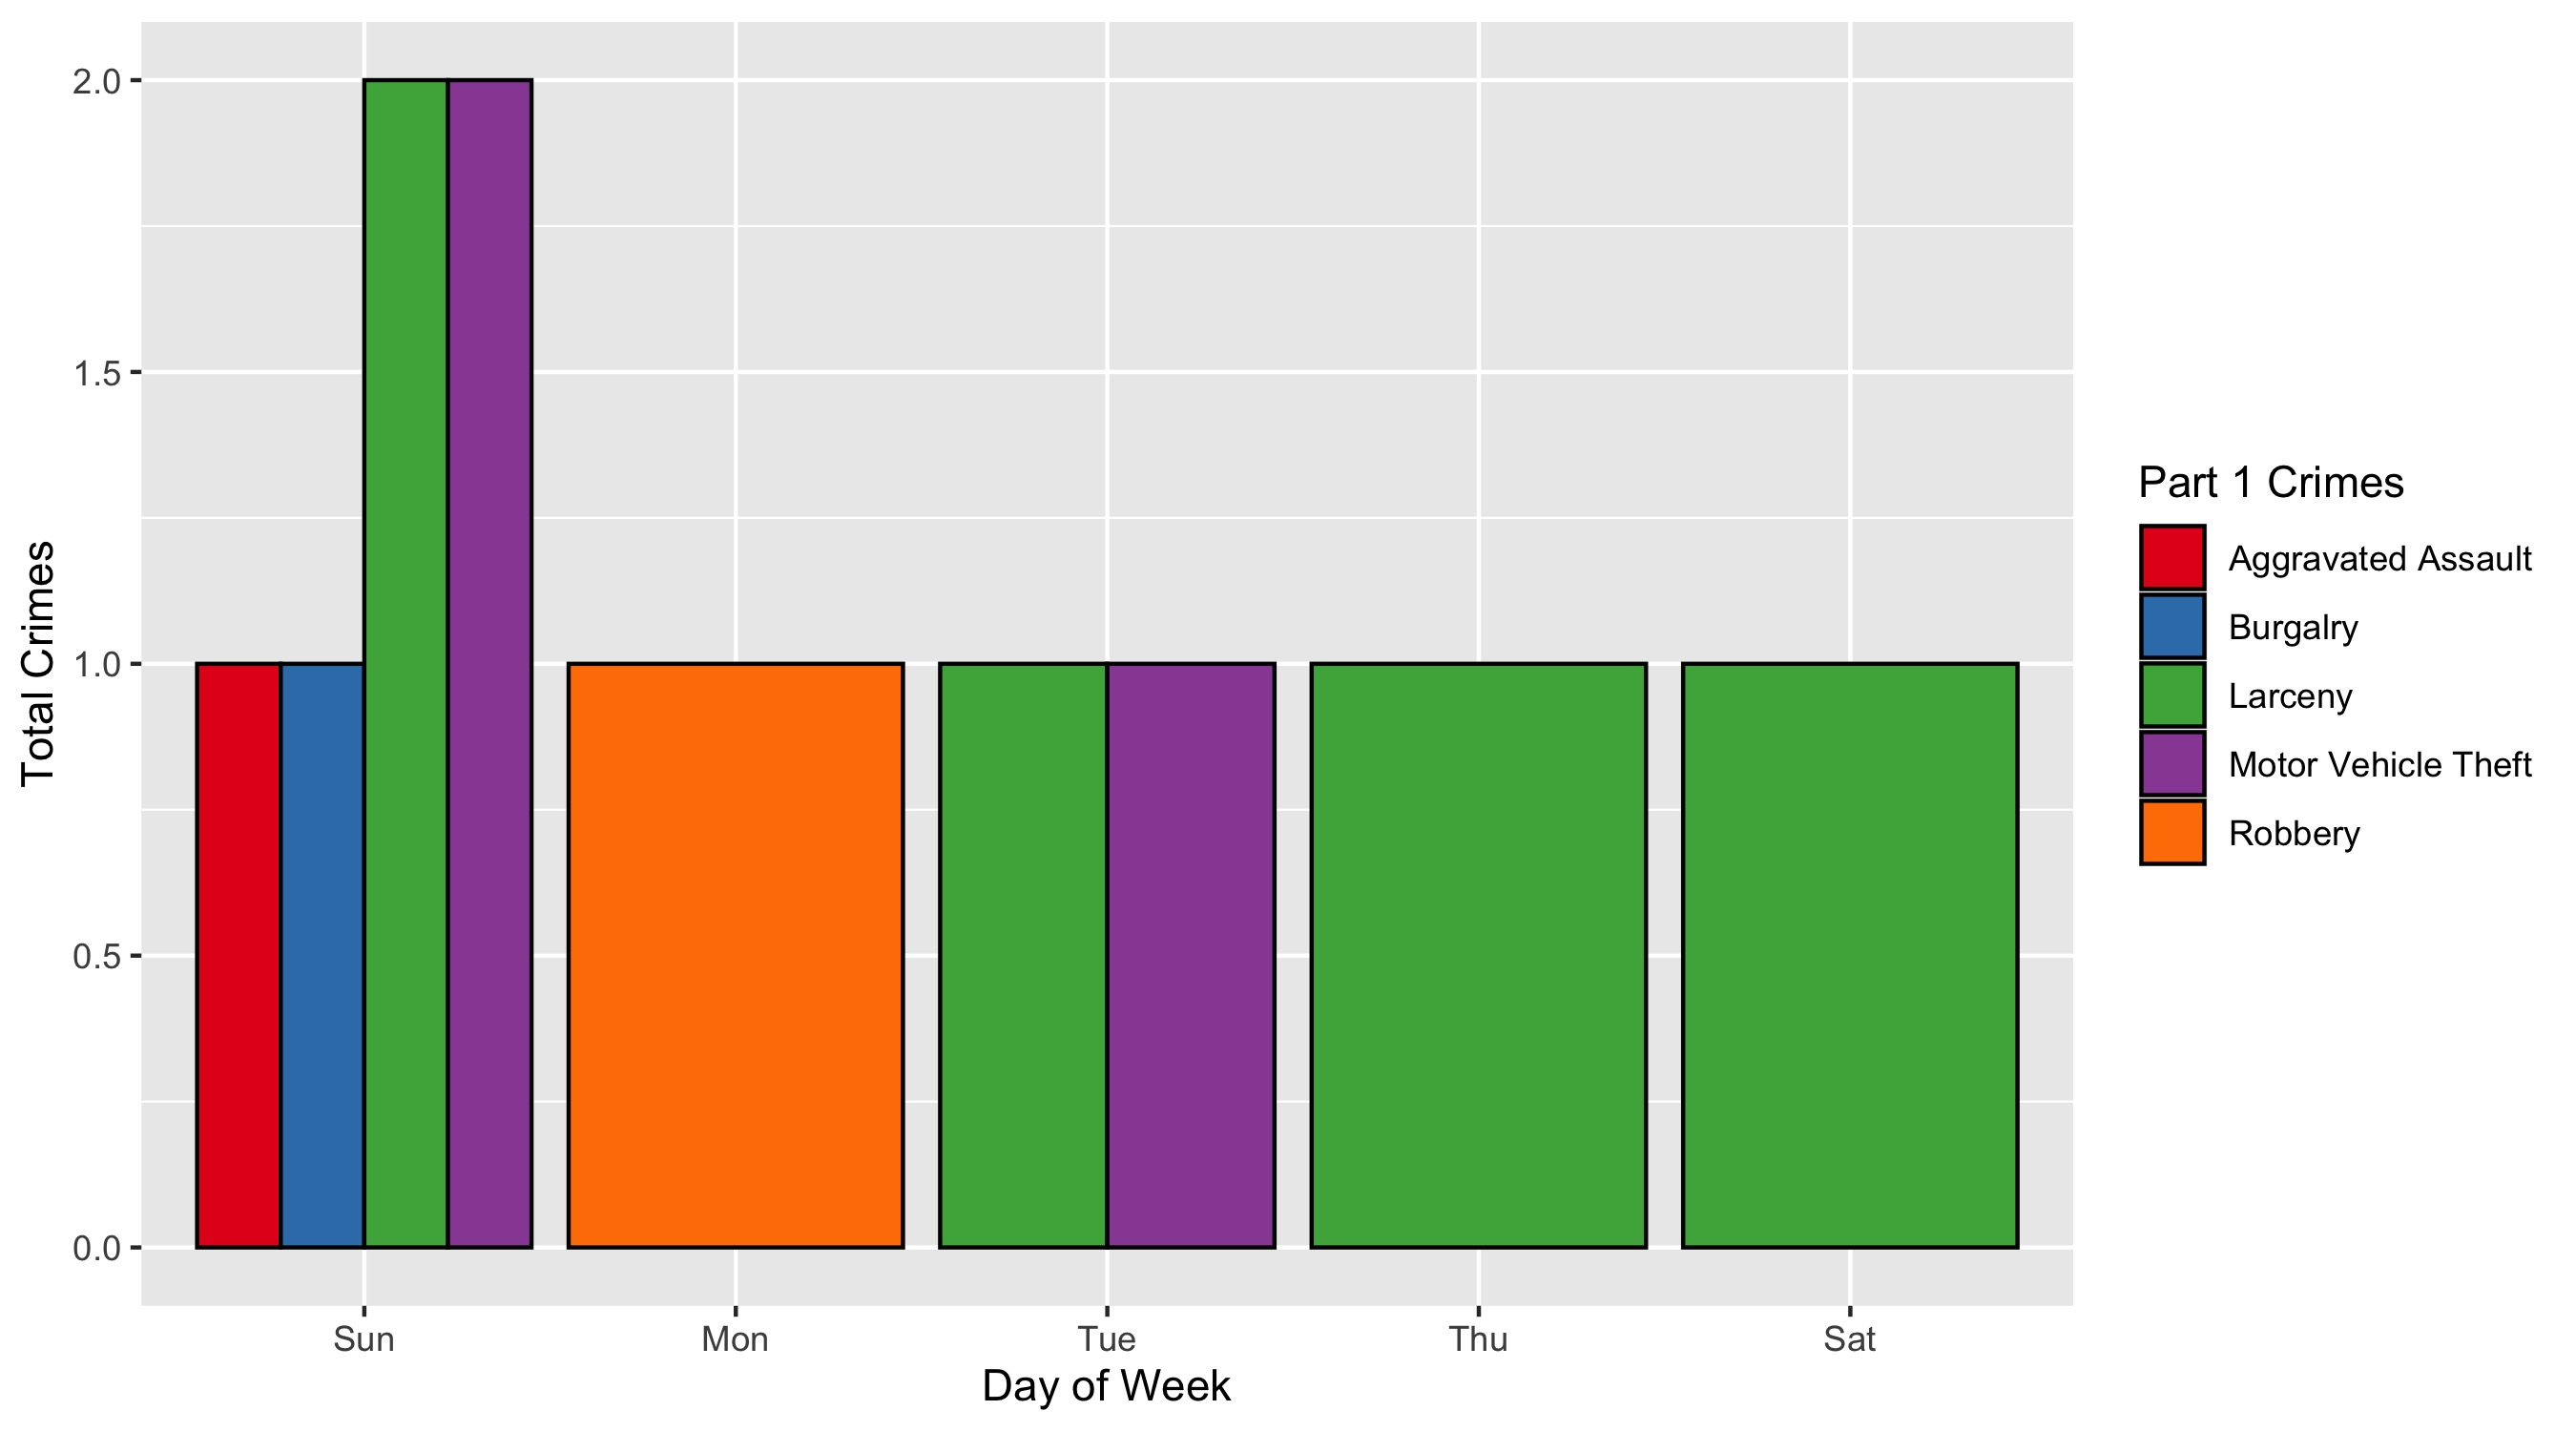 2.0
1.5
1.0
0.5
0.0
Total Crimes
Sun Mon Tue Thu Sat
Day of Week
Part 1 Crimes
Aggravated Assault
Burgalry
Larceny
Motor Vehicle Theft
Robbery